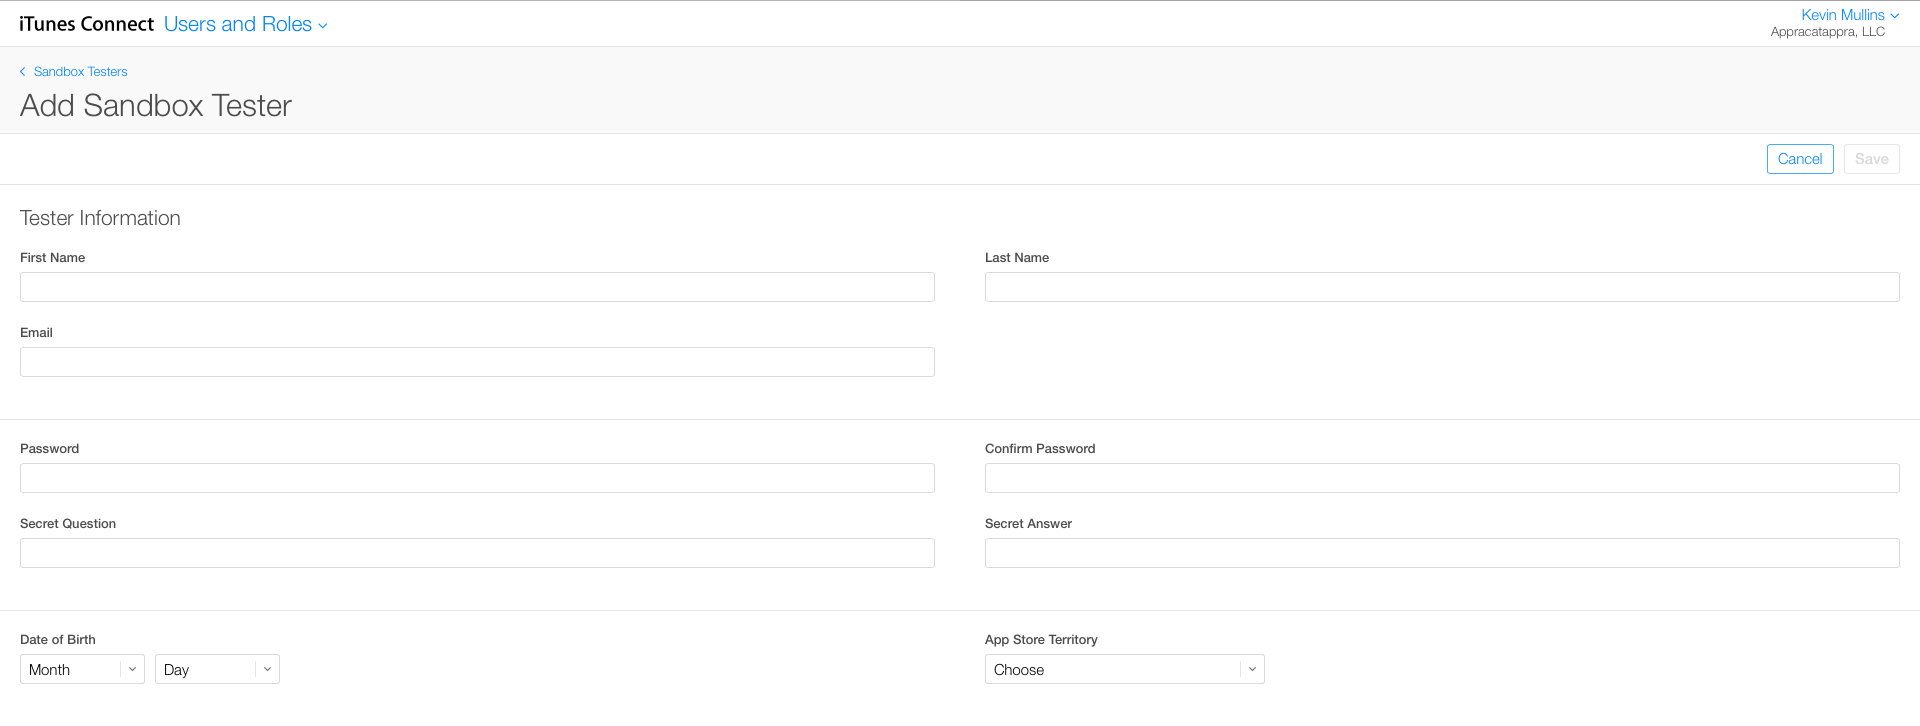 iTunes Connect Users and Roles
Kevin Mullins
Appracatappra, LLC
Sandbox Testers
Add Sandbox Tester
Cancel Save
Tester Information
First Name Last Name
Email
Password Confirm Password
Secret Question Secret Answer
Date of Birth App Store Territory
Month Day Choose